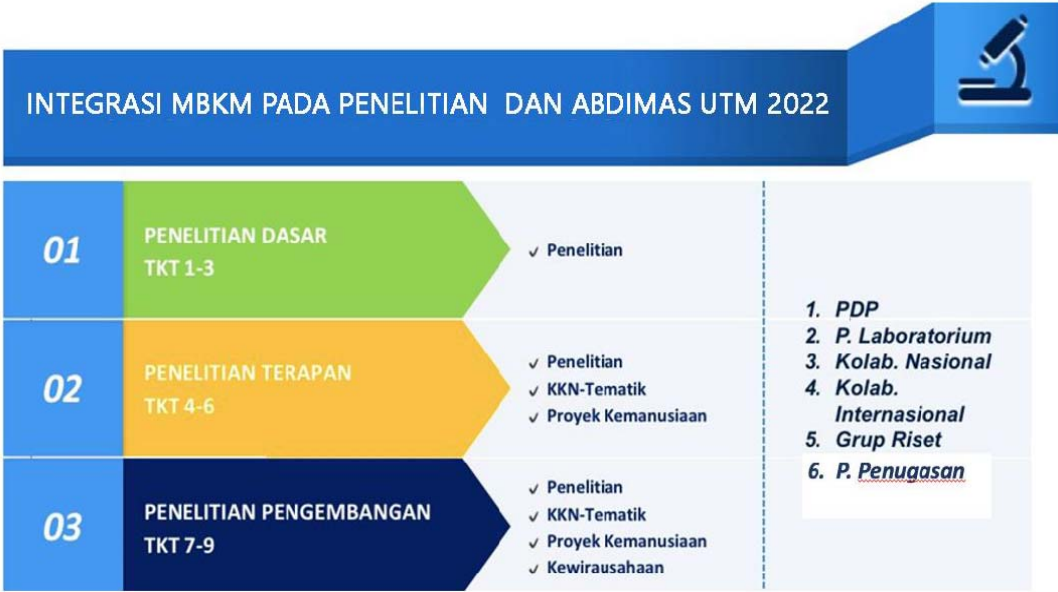 INTEGRASI MBKM PADA PENELITIAN DAN ABDIMAS UTM 2022
01
PENELITIAN DASAR
TKT 1-3
✓ Penelitian
02
PENELITIAN TERAPAN
TKT 4-6
✓ Penelitian
✓ KKN-Tematik
✓ Proyek Kemanusiaan
03
PENELITIAN PENGEMBANGAN
TKT 7-9
✓ Penelitian
✓ KKN-Tematik
✓ Proyek Kemanusiaan
✓ Kewirausahaan
1. PDP
2. P. Laboratorium
3. Kolab. Nasional
4. Kolab.
Internasional
5. Grup Riset
6. P. Penugasan